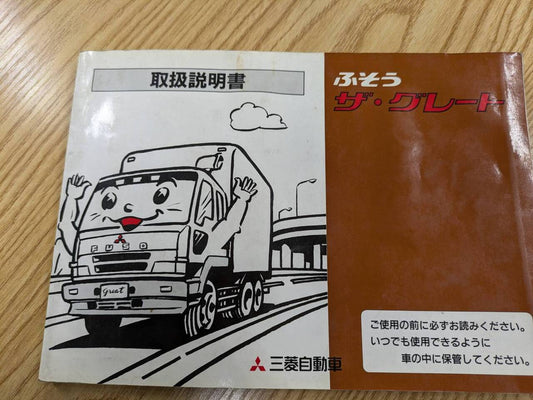 取扱説明書
ふそう
ザ・グレート
FUSO
great
三菱自動車
ご使用の前に必ずお読みください。
いつでも使用できるように
車の中に保管してください。